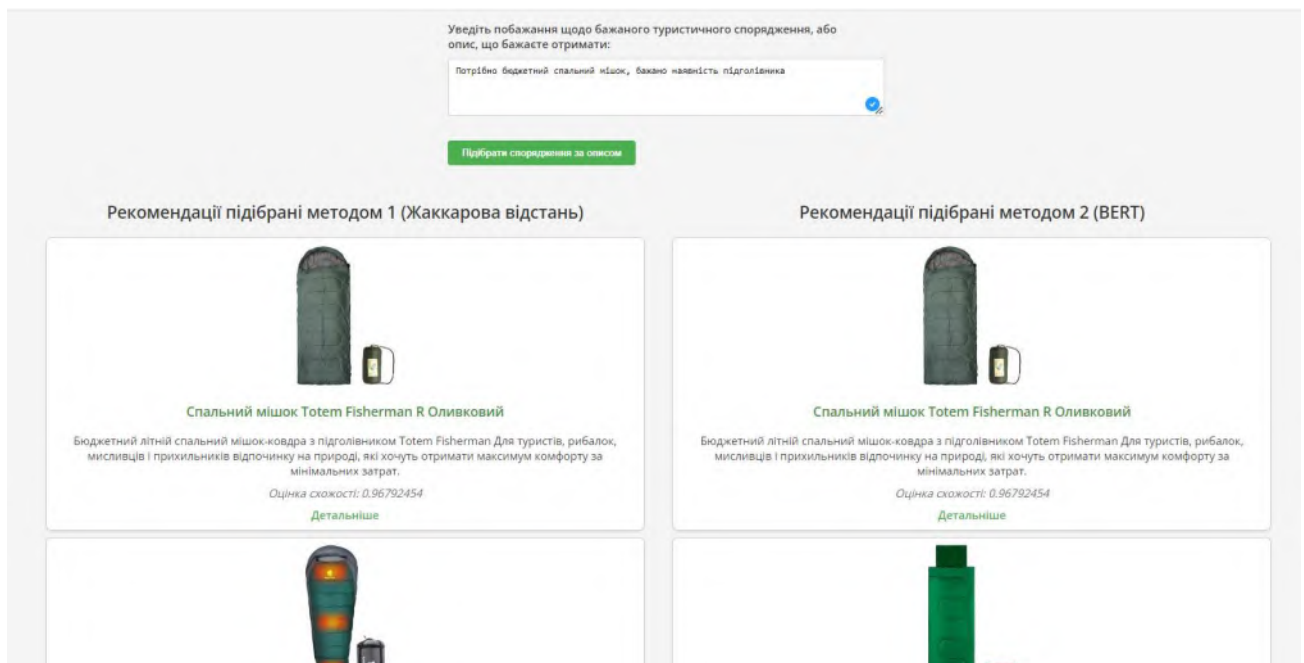 Уведіть побажання щодо бажаного туристичного спорядження, або
опис, що бажаєте отримати:
Потрібно бюджетний спальний мішок, бажано наявність підголівника
Підібрати спорядження за описом
Рекомендації підібрані методом 1 (Жаккарова відстань)
Спальний мішок Totem Fisherman R Оливковий
Бюджетний літній спальний мішок-ковдра з підголівником Totem Fisherman Для туристів, рибалок,
мисливців і прихильників відпочинку на природі, які хочуть отримати максимум комфорту за
мінімальних затрат.
Оцінка схожості: 0.96792454
Детальніше
Рекомендації підібрані методом 2 (BERT)
Спальний мішок Totem Fisherman R Оливковий
Бюджетний літній спальний мішок-ковдра з підголівником Totem Fisherman Для туристів, рибалок,
мисливців і прихильників відпочинку на природі, які хочуть отримати максимум комфорту за
мінімальних затрат.
Оцінка схожості: 0.96792454
Детальніше